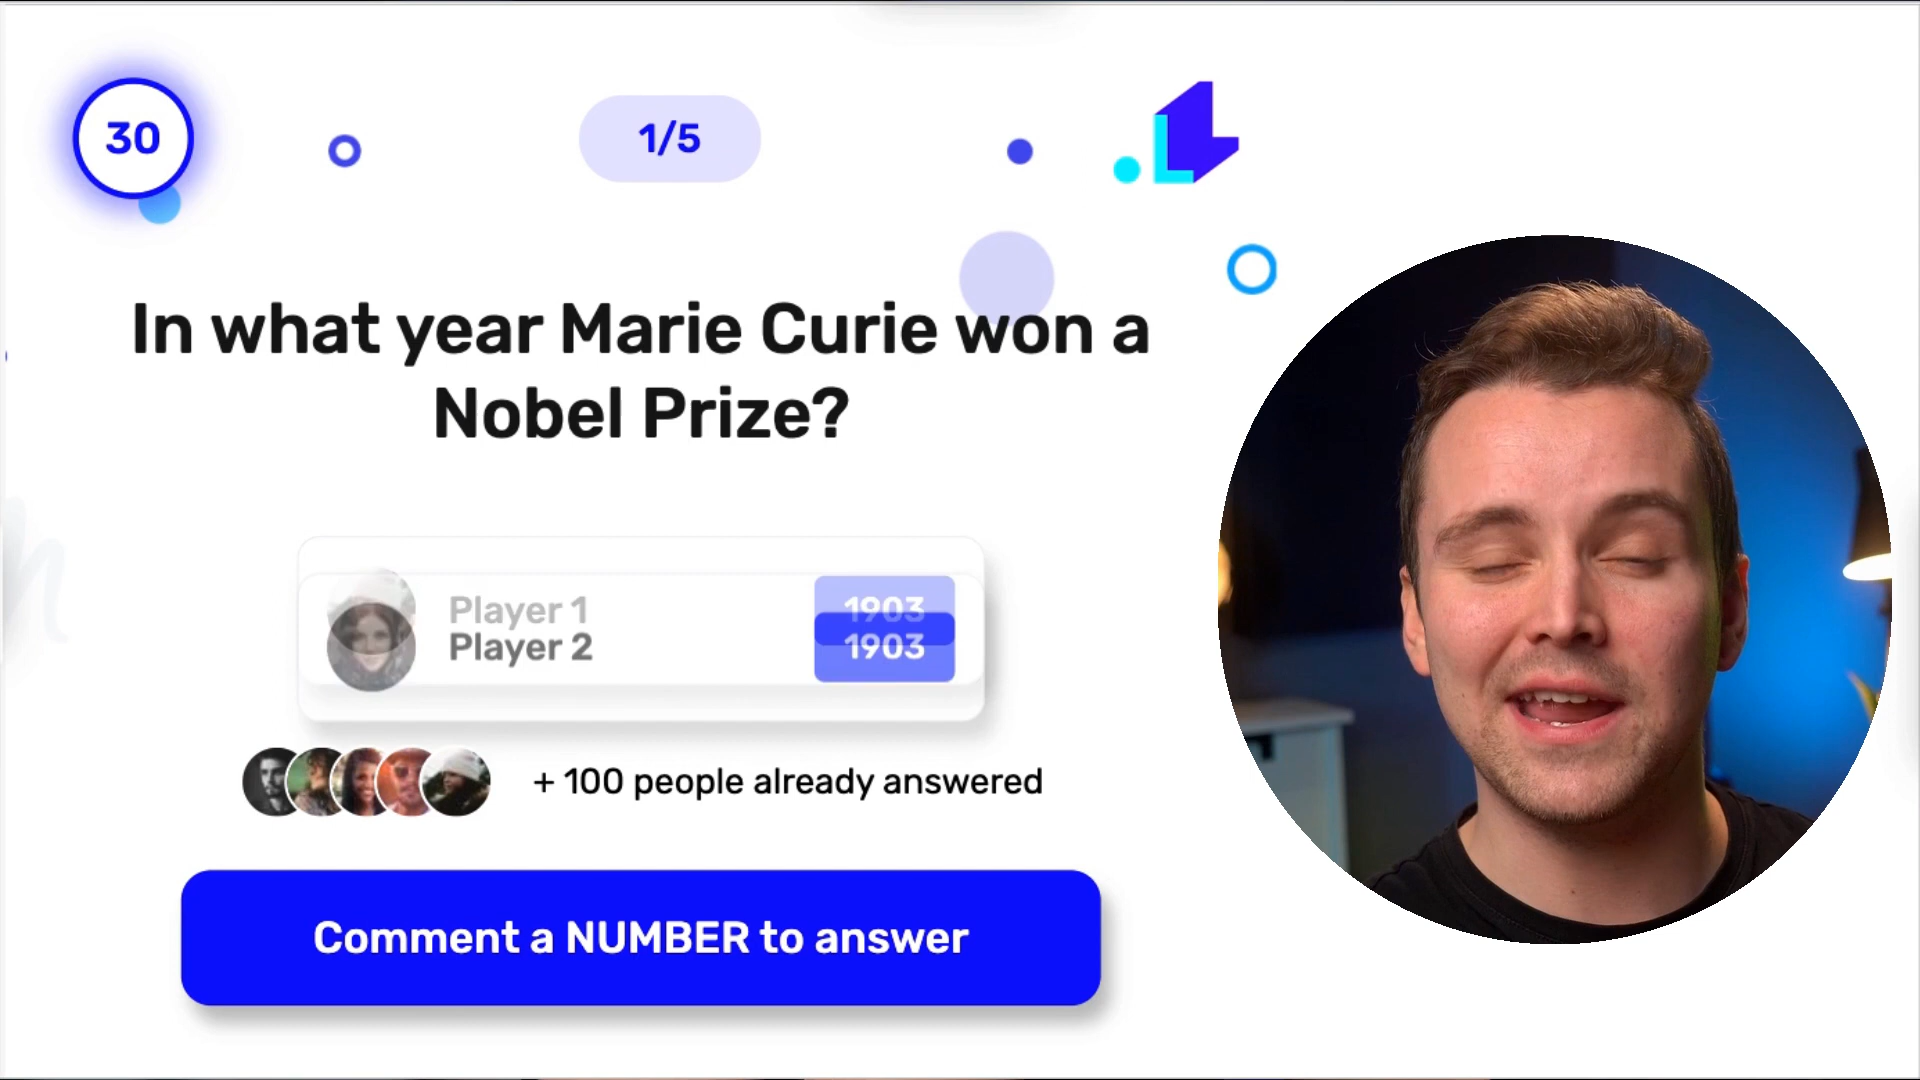 30
1/5
In what year Marie Curie won a
Nobel Prize?
Player 1
1903
Player 2
1903
+ 100 people already answered
Comment a NUMBER to answer